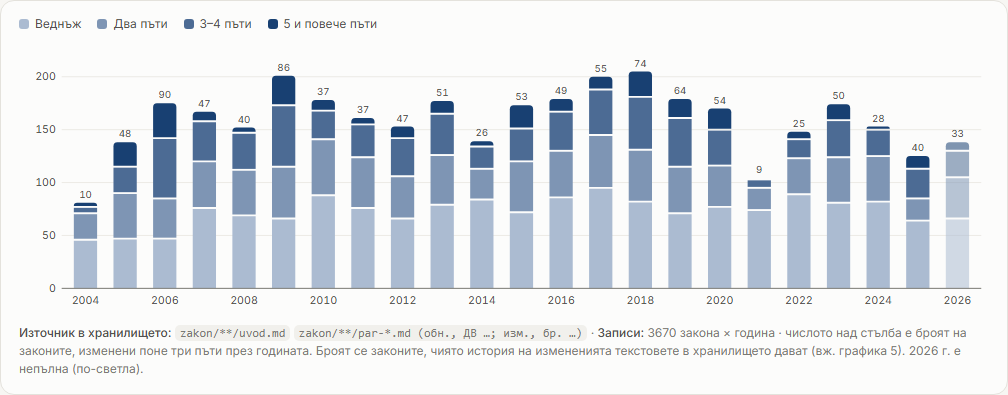 Веднъж Два пъти 3–4 пъти 5 и повече пъти
200
150
100
50
0
10 48 90 47 40 86 37 37 47 51 26 53 49 55 74 64 54 9 25 50 28 40 33
2004 2006 2008 2010 2012 2014 2016 2018 2020 2022 2024 2026
Източник в хранилището: zakon/**/uvod.md zakon/**/par-*.md (обн., ДВ …; изм., бр. …) · Записи: 3670 закона × година · числото над стълба е броят на
законите, изменени поне три пъти през годината. Броят се законите, чиято история на измененията текстовете в хранилището дават (вж. графика 5). 2026 г. е
непълна (по-светла).